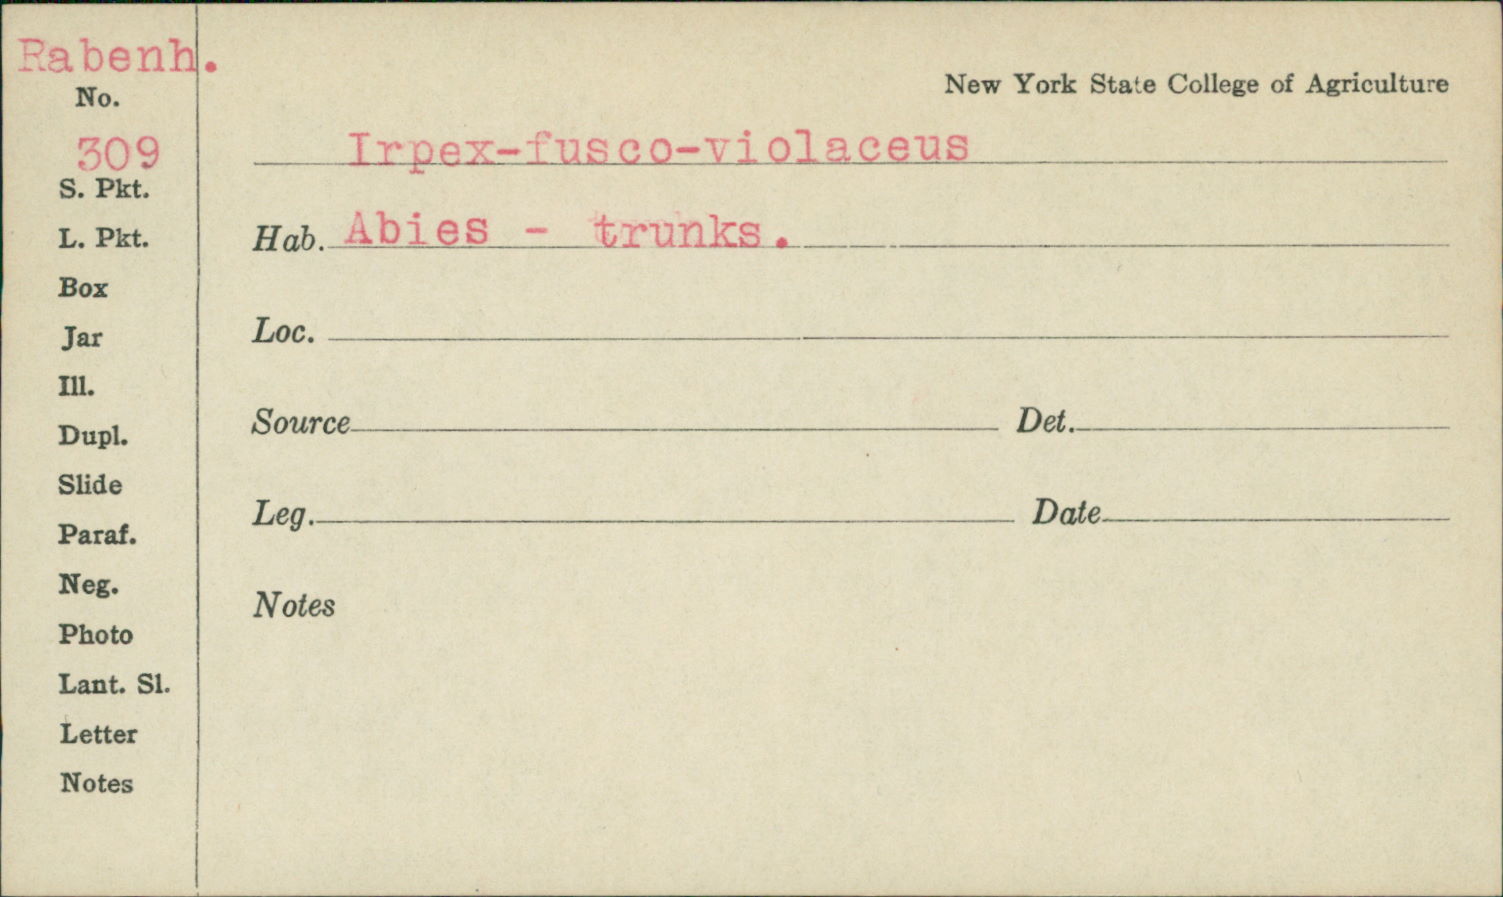 Rabenh.
No.
309
S. Pkt.
L. Pkt.
Box
Jar
Ill.
Dupl.
Slide
Paraf.
Neg.
Photo
Lant. Sl.
Letter
Notes
New York State College of Agriculture
Irpex-fusco-violaceus
Hab. Abies - trunks.
Loc.
Source Det.
Leg. Date
Notes